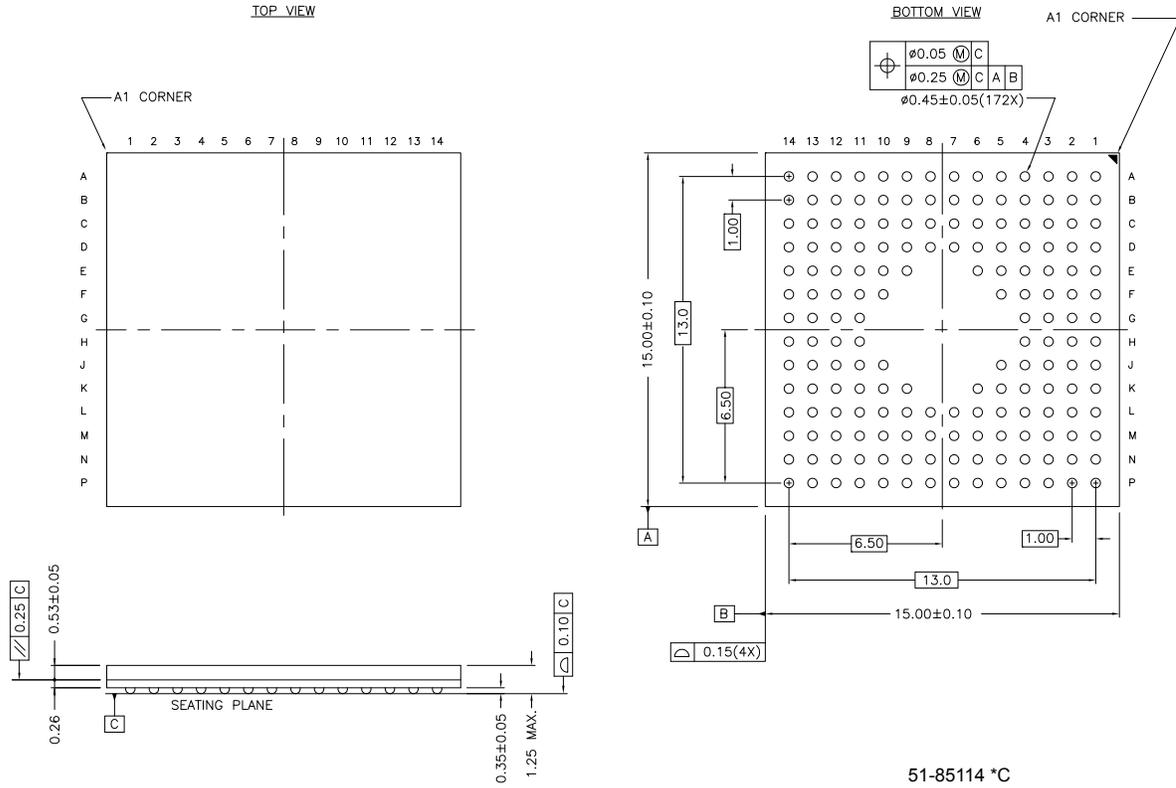 TOP VIEW
A1 CORNER
1 2 3 4 5 6 7 8 9 10 11 12 13 14
A
B
C
D
E
F
G
H
J
K
L
M
N
P
BOTTOM VIEW
A1 CORNER
⌖ ø0.05 Ⓜ C
ø0.25 Ⓜ C A B
ø0.45±0.05(172X)
14 13 12 11 10 9 8 7 6 5 4 3 2 1
A
B
C
D
E
F
G
H
J
K
L
M
N
P
1.00
13.0
15.00±0.10
6.50
A
6.50
1.00
13.0
B
15.00±0.10
⌓ 0.15(4X)
// 0.25 C
0.53±0.05
0.26
C
SEATING PLANE
0.35±0.05
1.25 MAX.
⌓ 0.10 C
51-85114 *C